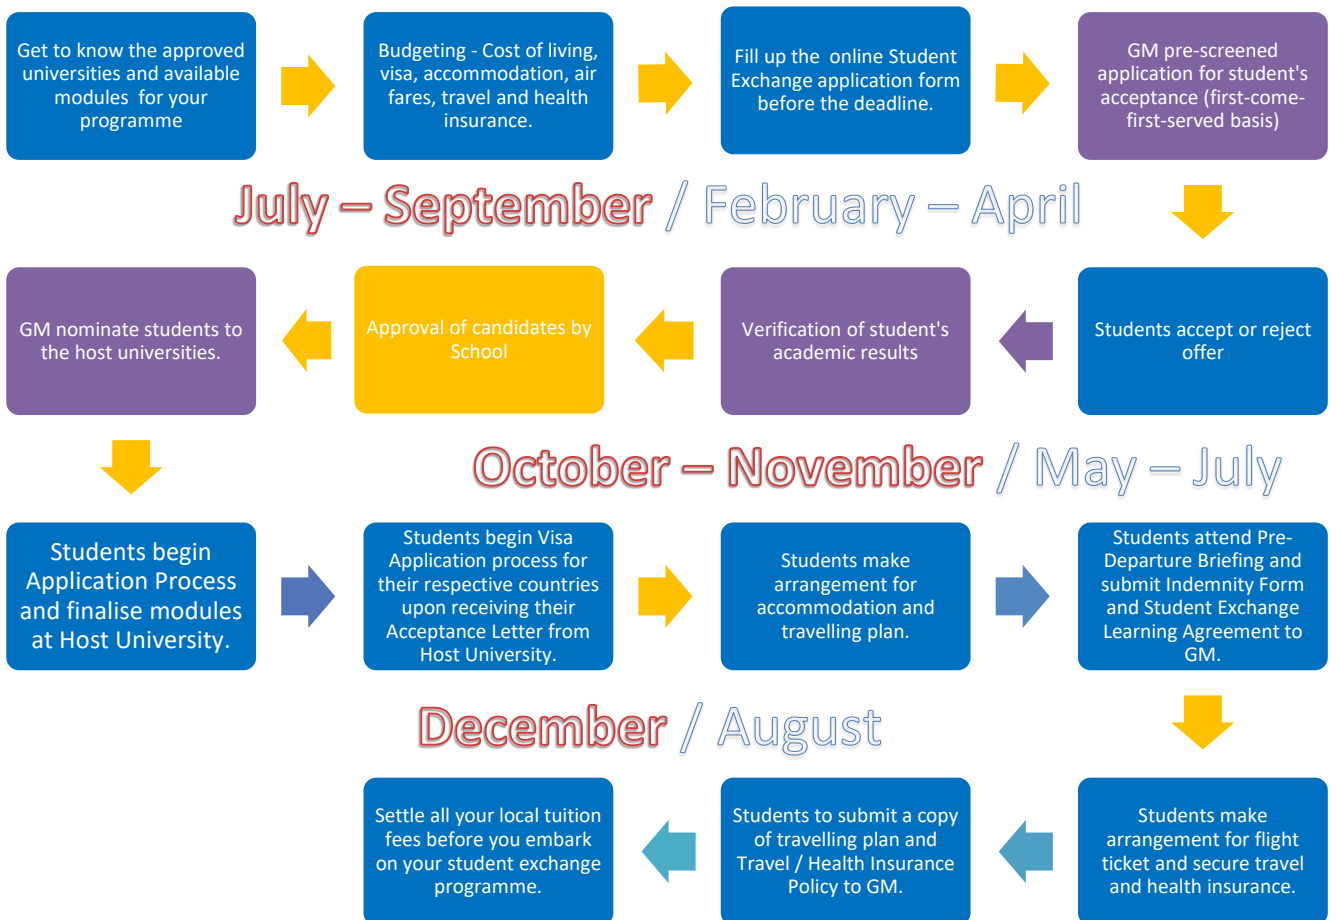 Get to know the approved
universities and available
modules for your
programme
Budgeting - Cost of living,
visa, accommodation, air
fares, travel and health
insurance.
Fill up the online Student
Exchange application form
before the deadline.
GM pre-screened
application for student's
acceptance (first-come-
first-served basis)
July – September / February – April
GM nominate students to
the host universities.
Approval of candidates by
School
Verification of student's
academic results
Students accept or reject
offer
October – November / May – July
Students begin
Application Process
and finalise modules
at Host University.
Students begin Visa
Application process for
their respective countries
upon receiving their
Acceptance Letter from
Host University.
Students make
arrangement for
accommodation and
travelling plan.
Students attend Pre-
Departure Briefing and
submit Indemnity Form
and Student Exchange
Learning Agreement to
GM.
December / August
Settle all your local tuition
fees before you embark
on your student exchange
programme.
Students to submit a copy
of travelling plan and
Travel / Health Insurance
Policy to GM.
Students make
arrangement for flight
ticket and secure travel
and health insurance.